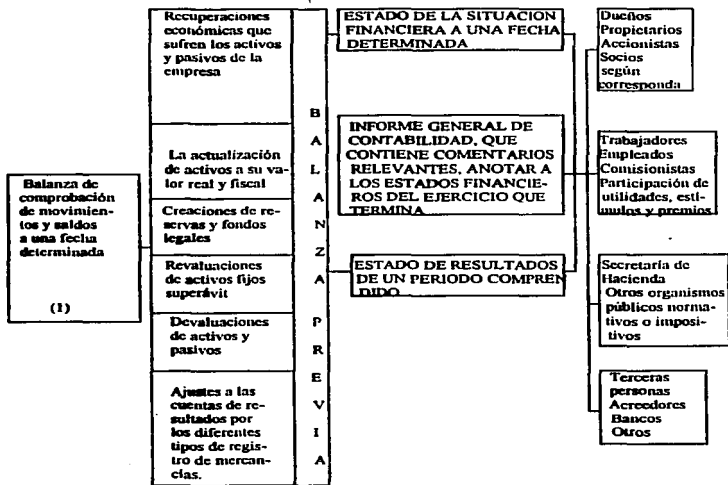 Balanza de
comprobación
de movimien-
tos y saldos
a una fecha
determinada
(1)
Recuperaciones
económicas que
sufren los activos
y pasivos de la
empresa
La actualización
de activos a su va-
lor real y fiscal
Creaciones de re-
servas y fondos
legales
Revaluaciones
de activos fijos
superávit
Devaluaciones
de activos y
pasivos
Ajustes a las
cuentas de re-
sultados por
los diferentes
tipos de regis-
tro de mercan-
cías.
B
A
L
A
N
Z
A
P
R
E
V
I
A
ESTADO DE LA SITUACION
FINANCIERA A UNA FECHA
DETERMINADA
INFORME GENERAL DE
CONTABILIDAD, QUE
CONTIENE COMENTARIOS
RELEVANTES, ANOTAR A
LOS ESTADOS FINANCIE-
ROS DEL EJERCICIO QUE
TERMINA
ESTADO DE RESULTADOS
DE UN PERIODO COMPREN
DIDO
Dueños
Propietarios
Accionistas
Socios
según
corresponda
Trabajadores
Empleados
Comisionistas
Participación de
utilidades, estí-
mulos y premios
Secretaría de
Hacienda
Otros organismos
públicos norma-
tivos o imposi-
tivos
Terceras
personas
Acreedores
Bancos
Otros